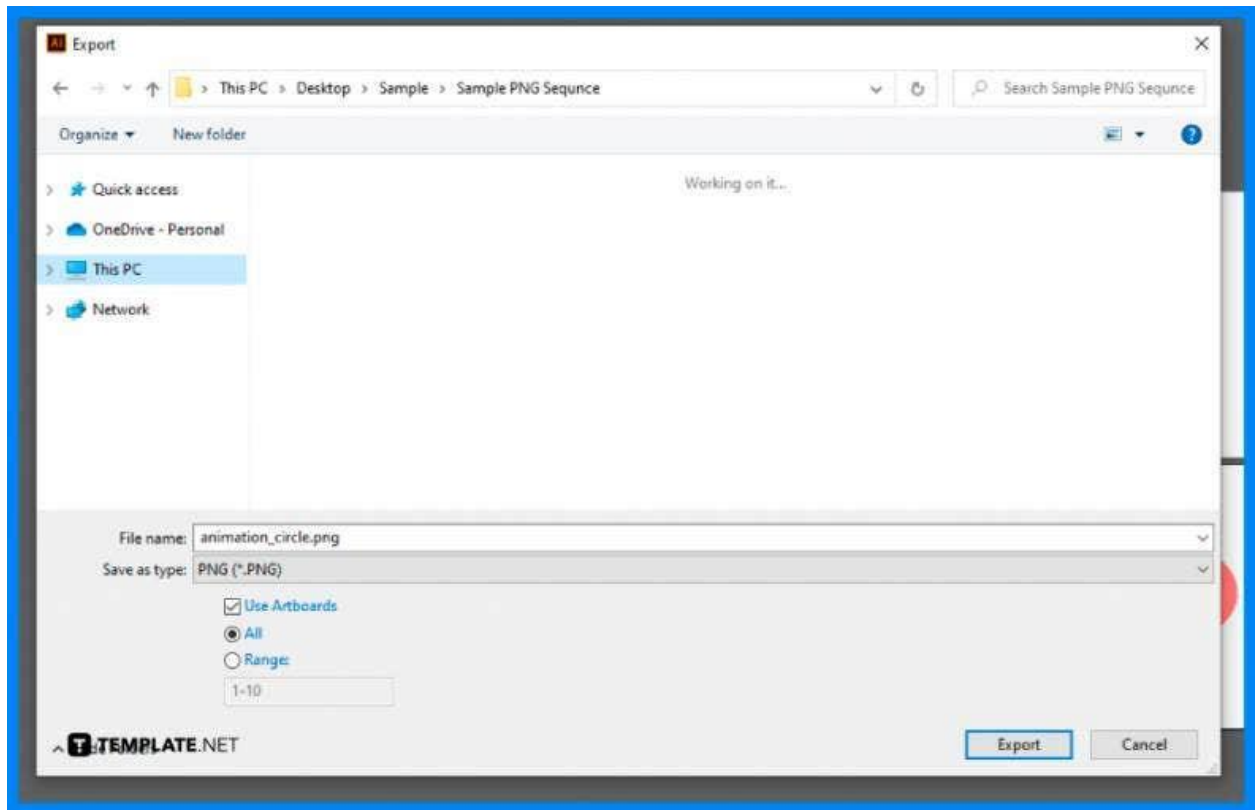 Export
This PC > Desktop > Sample > Sample PNG Sequnce
Search Sample PNG Sequnce
Organize
New folder
Working on it...
Quick access
OneDrive - Personal
This PC
Network
File name: animation_circle.png
Save as type: PNG (*.PNG)
Use Artboards
All
Range:
1-10
TEMPLATE.NET
Export
Cancel